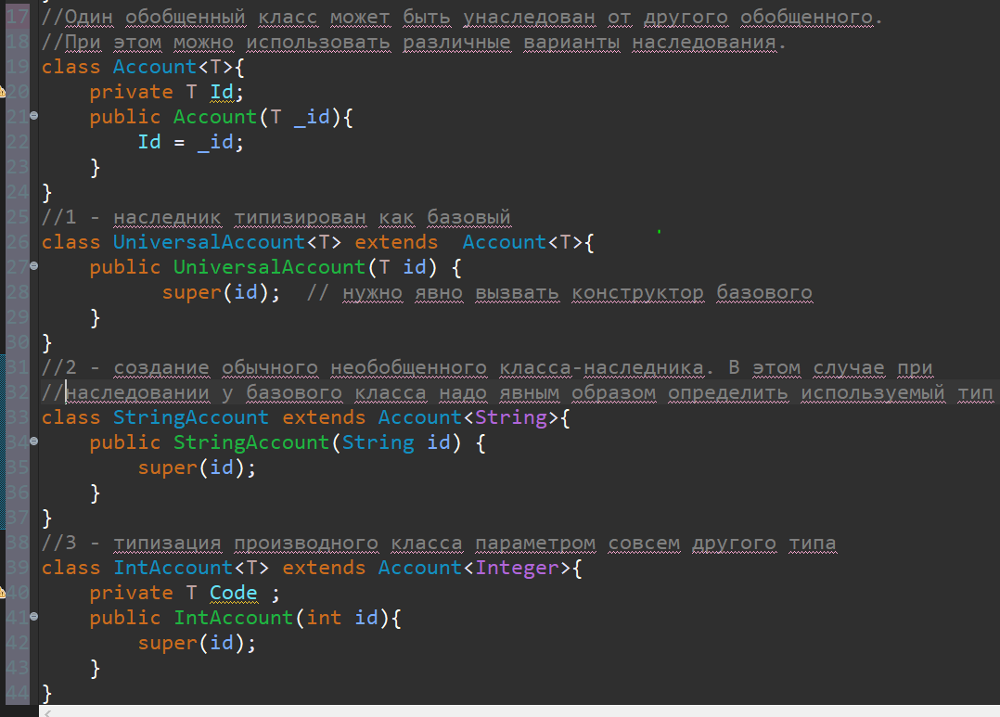 17 //Один обобщенный класс может быть унаследован от другого обобщенного.
18 //При этом можно использовать различные варианты наследования.
19 class Account<T>{
20     private T Id;
21     public Account(T _id){
22         Id = _id;
23     }
24 }
25 //1 - наследник типизирован как базовый
26 class UniversalAccount<T> extends  Account<T>{
27     public UniversalAccount(T id) {
28           super(id);  // нужно явно вызвать конструктор базового
29     }
30 }
31 //2 - создание обычного необобщенного класса-наследника. В этом случае при
32 //наследовании у базового класса надо явным образом определить используемый тип
33 class StringAccount extends Account<String>{
34     public StringAccount(String id) {
35         super(id);
36     }
37 }
38 //3 - типизация производного класса параметром совсем другого типа
39 class IntAccount<T> extends Account<Integer>{
40     private T Code ;
41     public IntAccount(int id){
42         super(id);
43     }
44 }